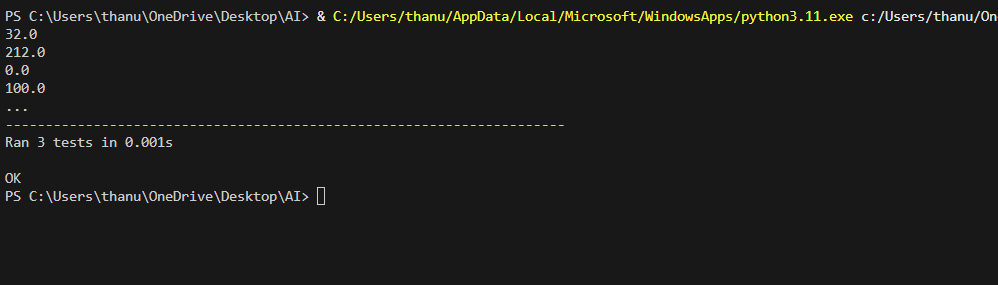 PS C:\Users\thanu\OneDrive\Desktop\AI> & C:/Users/thanu/AppData/Local/Microsoft/WindowsApps/python3.11.exe c:/Users/thanu/On
32.0
212.0
0.0
100.0
...
----------------------------------------------------------------------
Ran 3 tests in 0.001s
OK
PS C:\Users\thanu\OneDrive\Desktop\AI>